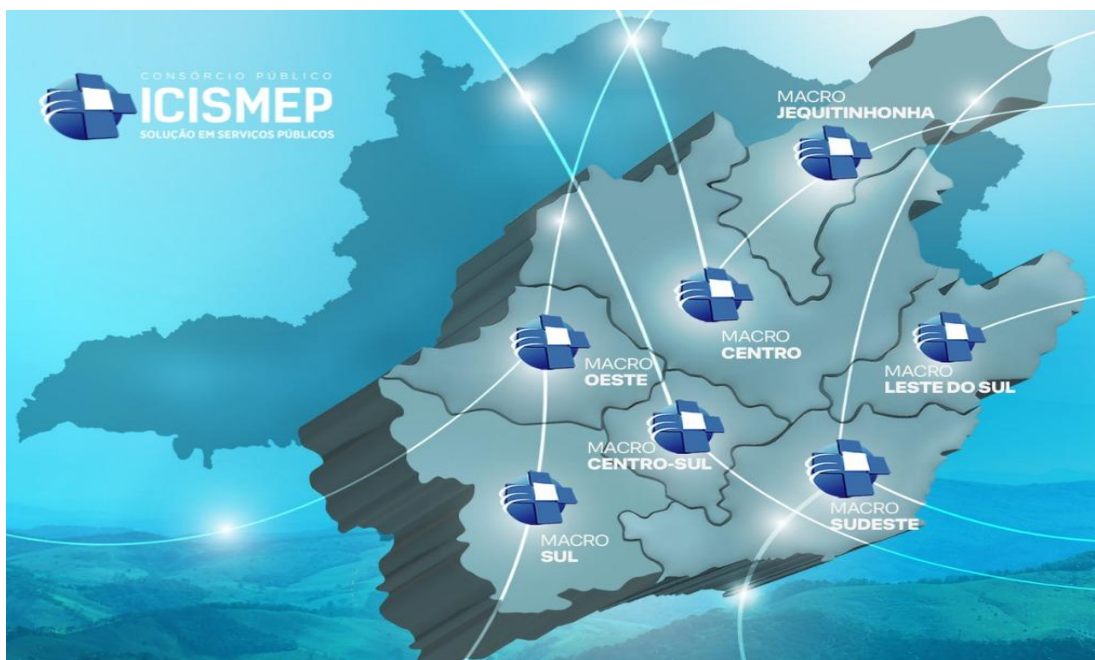 CONSÓRCIO PÚBLICO
ICISMEP
SOLUÇÃO EM SERVIÇOS PÚBLICOS
MACRO
JEQUITINHONHA
MACRO
CENTRO
MACRO
OESTE
MACRO
LESTE DO SUL
MACRO
CENTRO-SUL
MACRO
SUDESTE
MACRO
SUL